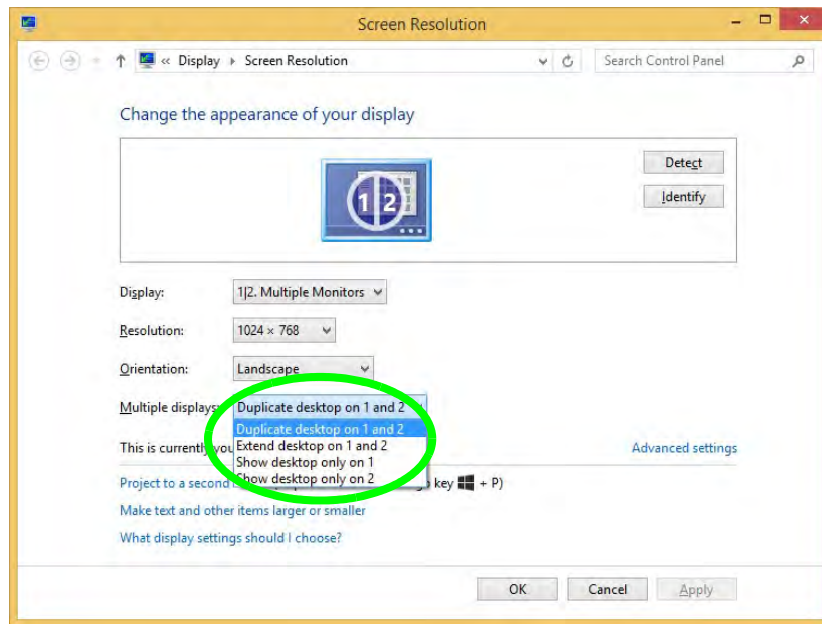 Screen Resolution
« Display ▸ Screen Resolution
Search Control Panel
Change the appearance of your display
1 2
Detect
Identify
Display: 1|2. Multiple Monitors
Resolution: 1024 × 768
Orientation: Landscape
Multiple displays: Duplicate desktop on 1 and 2
Duplicate desktop on 1 and 2
Extend desktop on 1 and 2
Show desktop only on 1
Show desktop only on 2
This is currently
Advanced settings
Project to a second key + P)
Make text and other items larger or smaller
What display settings should I choose?
OK Cancel Apply